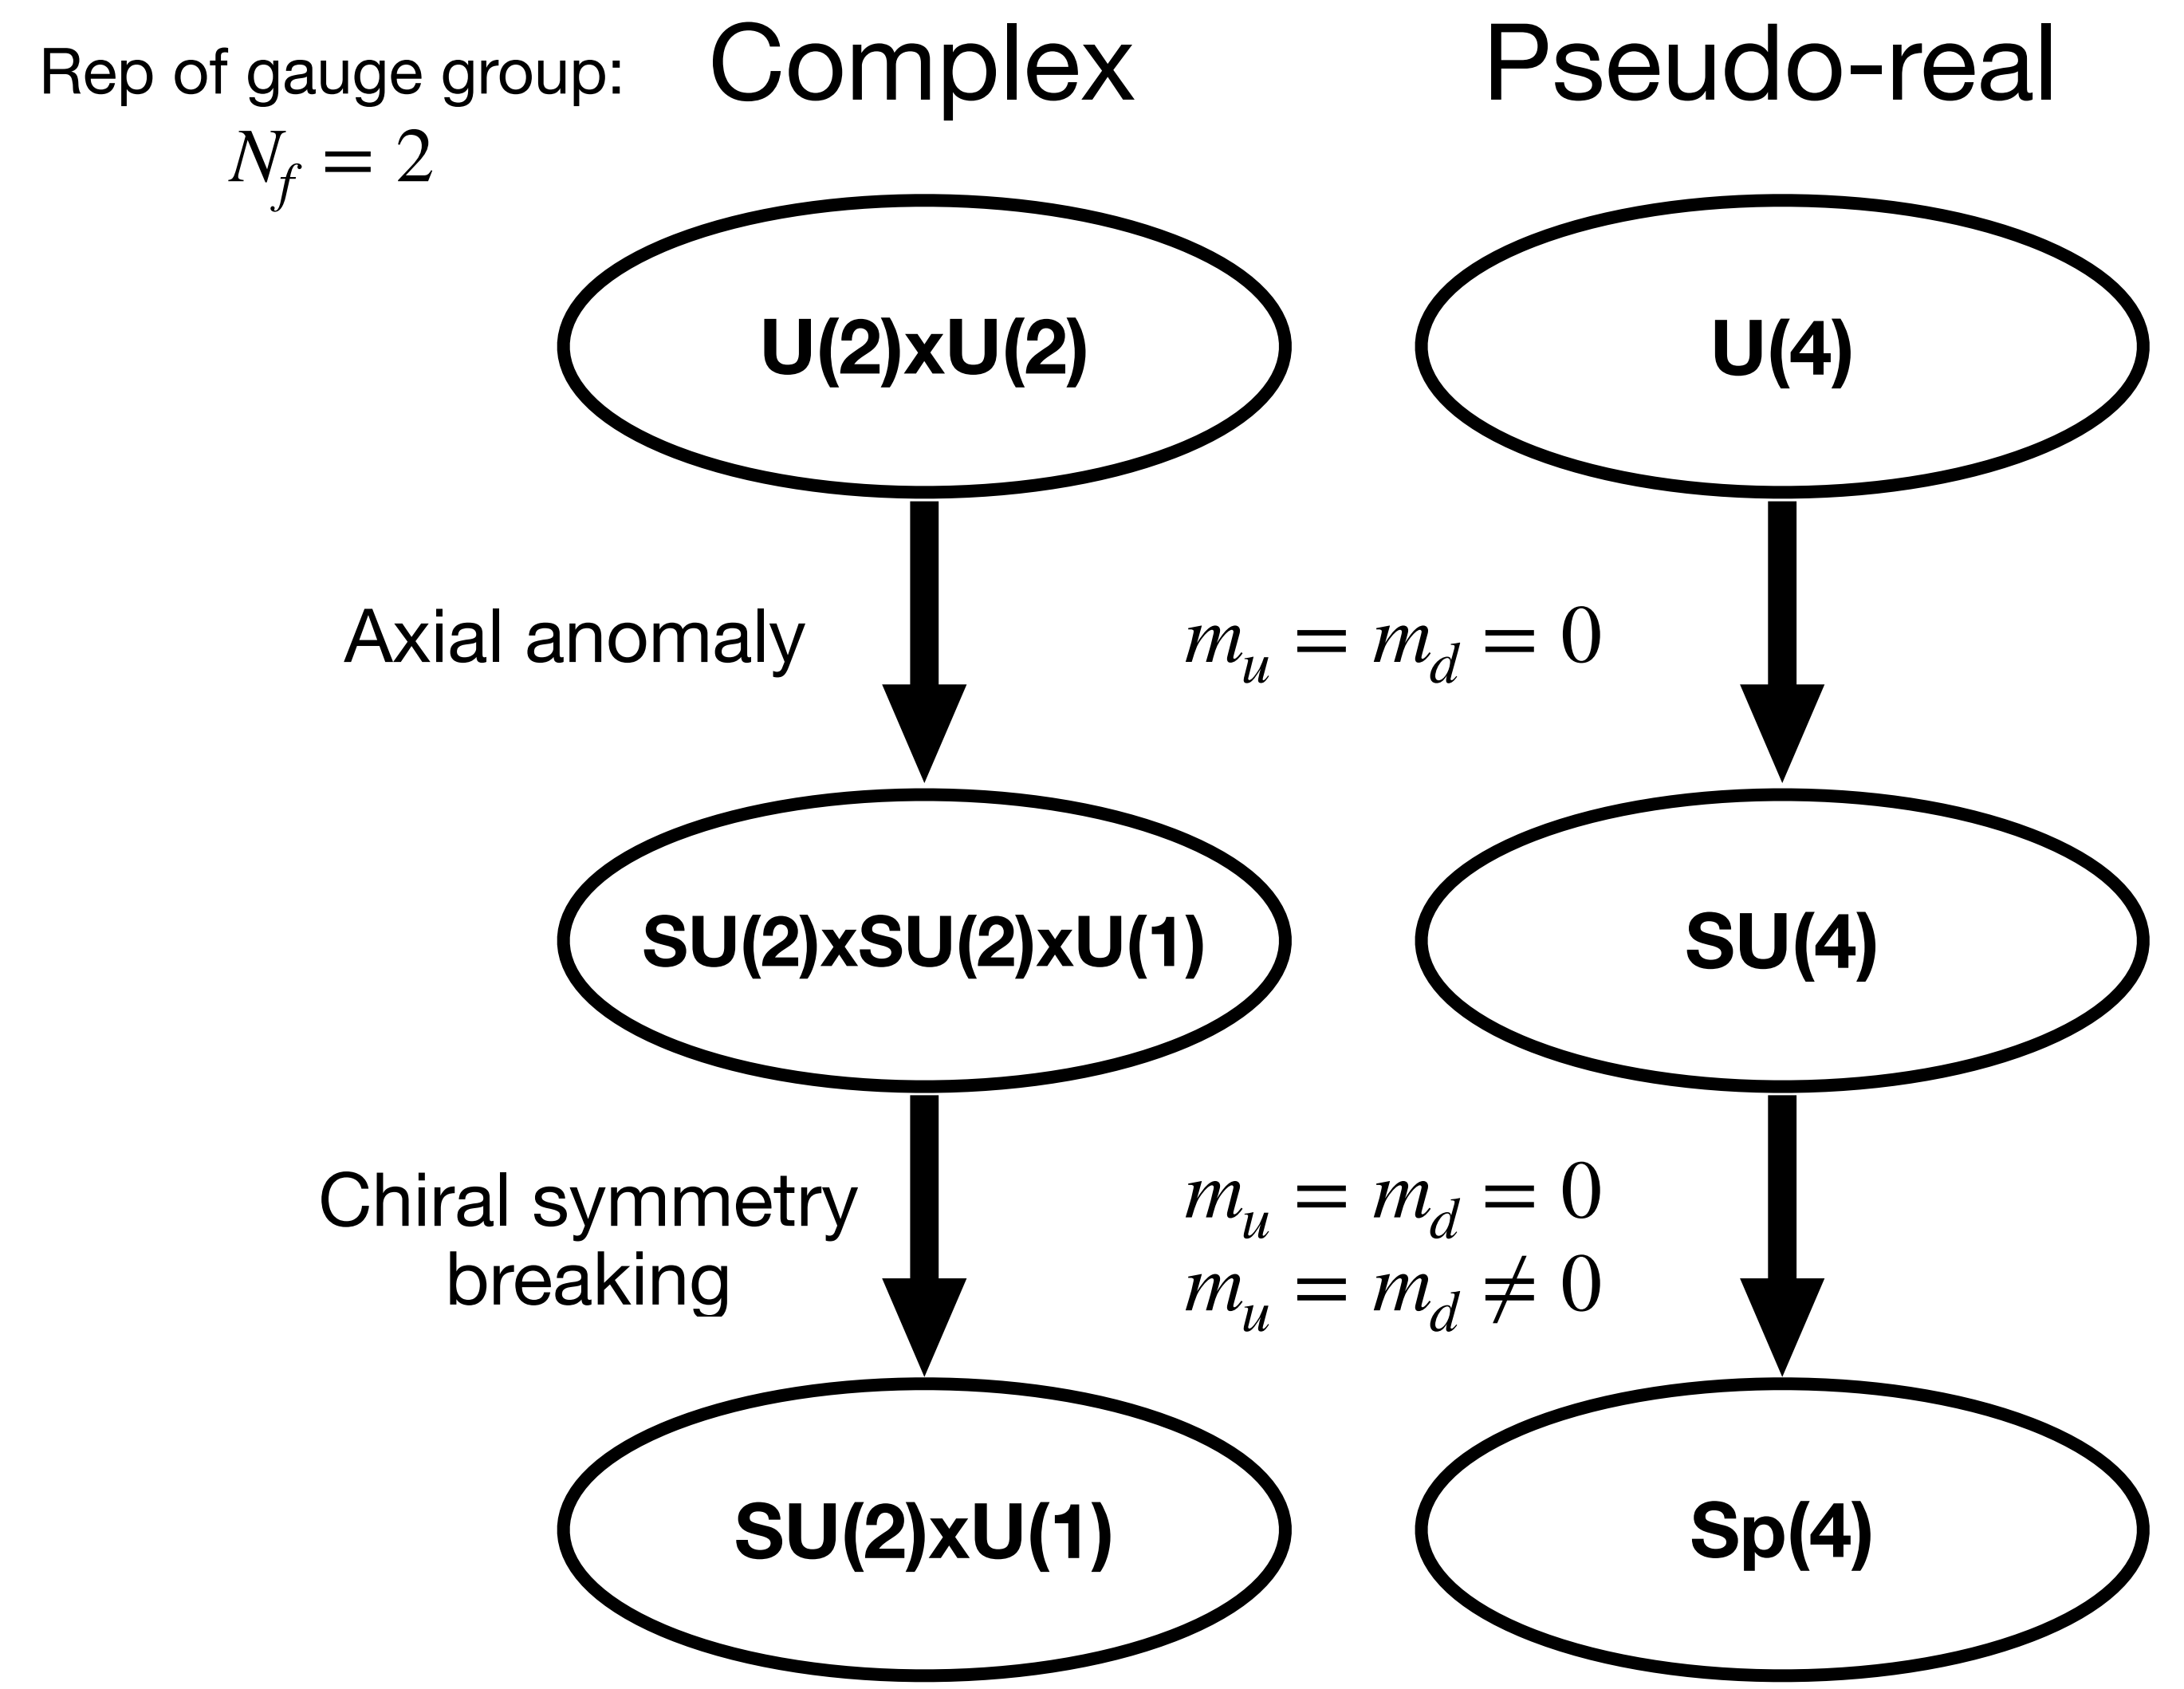 Rep of gauge group:
N_f = 2
Complex
Pseudo-real
U(2)xU(2)
U(4)
Axial anomaly
m_u = m_d = 0
SU(2)xSU(2)xU(1)
SU(4)
Chiral symmetry
breaking
m_u = m_d = 0
m_u = m_d ≠ 0
SU(2)xU(1)
Sp(4)